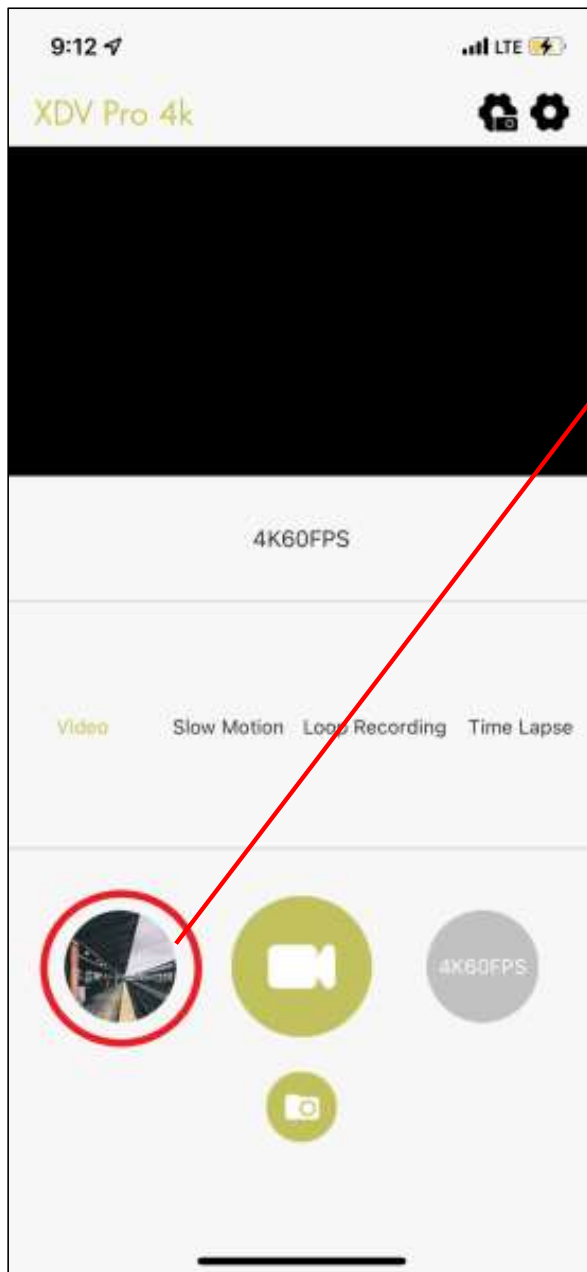 9:12
LTE
XDV Pro 4k
4K60FPS
Video Slow Motion Loop Recording Time Lapse
4K60FPS